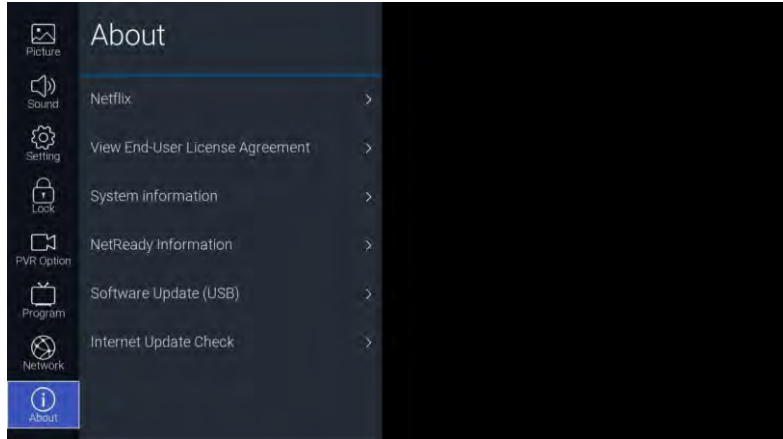 Picture
Sound
Setting
Lock
PVR Option
Program
Network
About
About
Netflix
View End-User License Agreement
System information
NetReady Information
Software Update (USB)
Internet Update Check